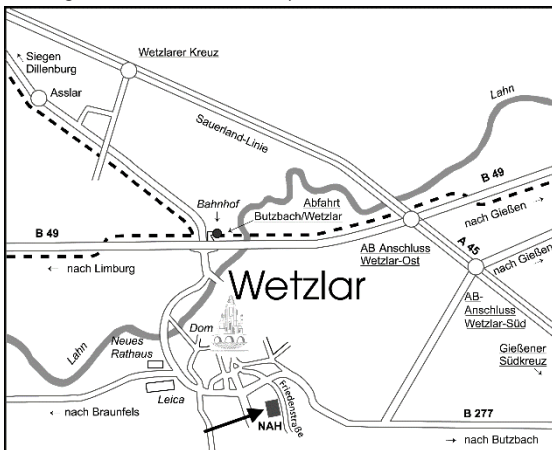 Siegen
Dillenburg
Wetzlarer Kreuz
Asslar
Sauerland-Linie
Lahn
Bahnhof
Abfahrt
Butzbach/Wetzlar
B 49
nach Gießen
B 49
nach Limburg
AB Anschluss
Wetzlar-Ost
A 45
nach Gießen
Wetzlar
AB-
Anschluss
Wetzlar-Süd
Dom
Neues
Rathaus
Lahn
Gießener
Südkreuz
Leica
Friedenstraße
nach Braunfels
NAH
B 277
nach Butzbach